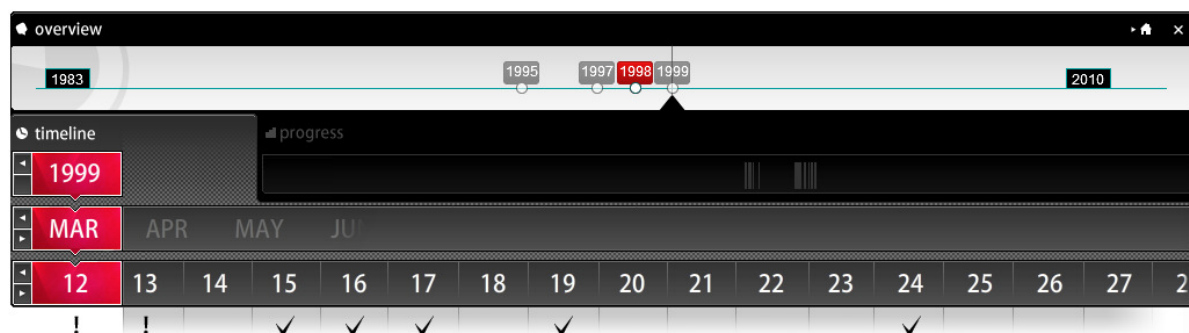 overview
1983 1995 1997 1998 1999 2010
timeline progress
1999
MAR APR MAY
12 13 14 15 16 17 18 19 20 21 22 23 24 25 26 27
! !